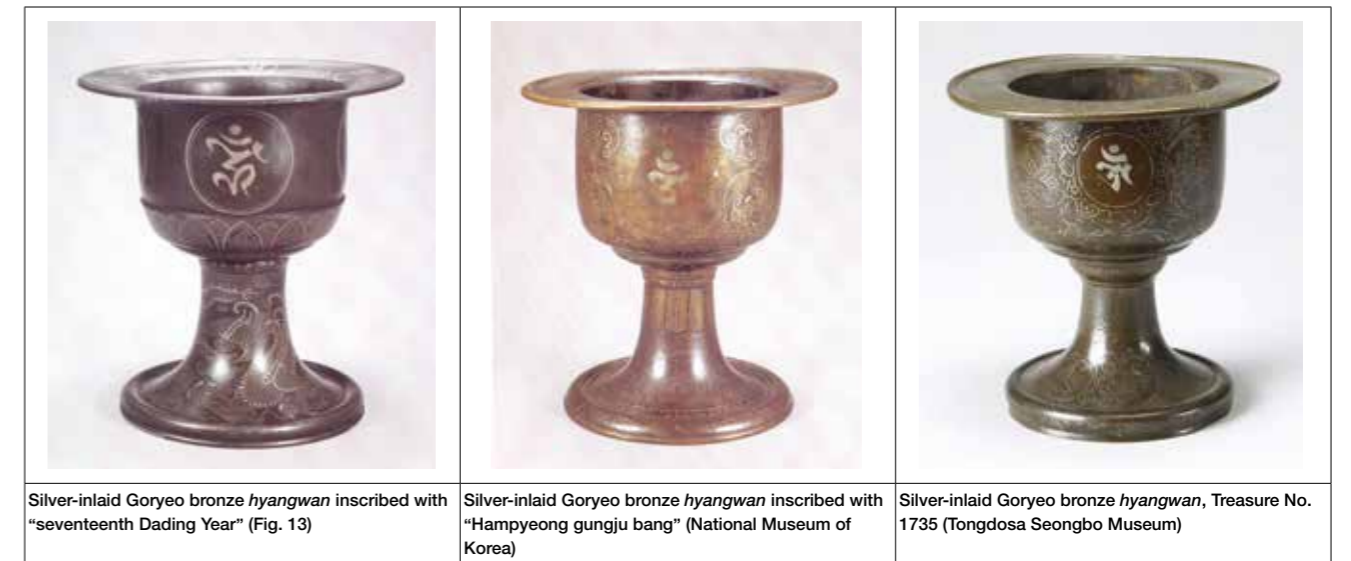 Silver-inlaid Goryeo bronze hyangwan inscribed with
“seventeenth Dading Year” (Fig. 13)
Silver-inlaid Goryeo bronze hyangwan inscribed with
“Hampyeong gungju bang” (National Museum of
Korea)
Silver-inlaid Goryeo bronze hyangwan, Treasure No.
1735 (Tongdosa Seongbo Museum)